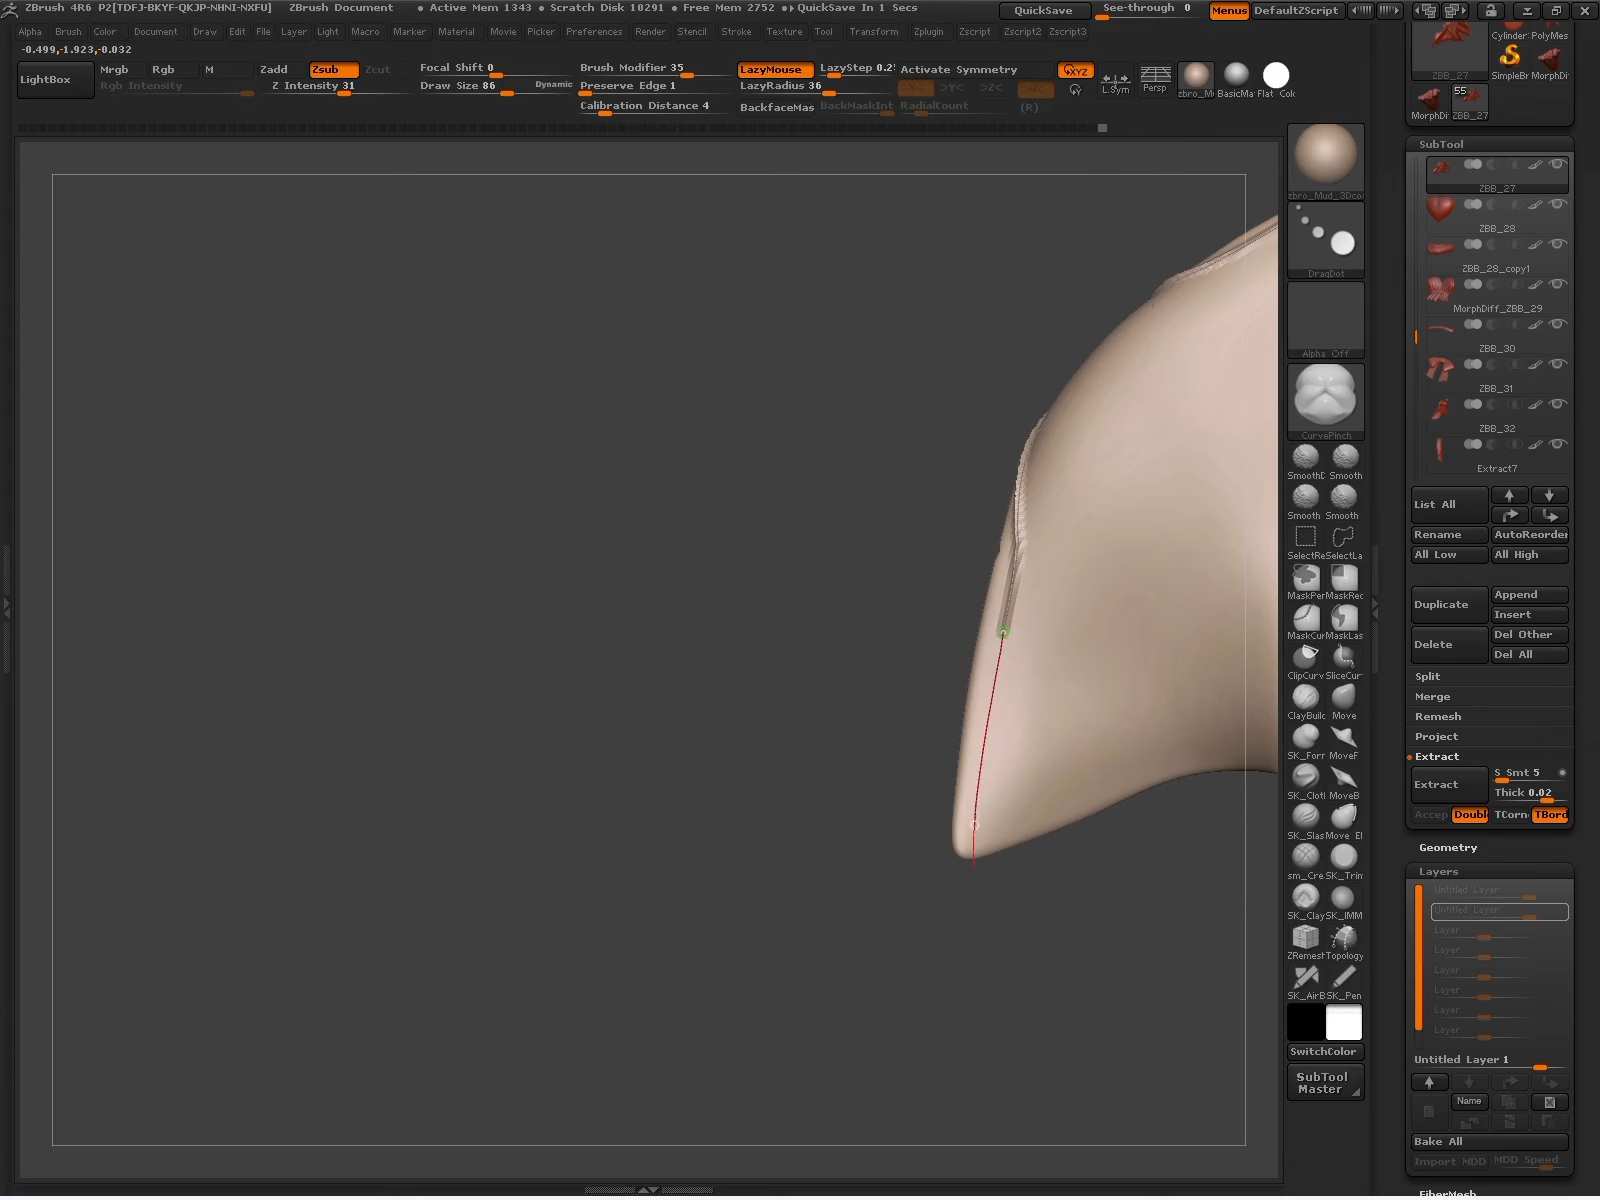 ZBrush 4R6 P2[TDFJ-BKYF-QKJP-NHNI-NXFU] ZBrush Document • Active Mem 1343 • Scratch Disk 10291 • Free Mem 2752 • QuickSave In 1 Secs QuickSave See-through 0 Menus DefaultZScript
Alpha Brush Color Document Draw Edit File Layer Light Macro Marker Material Movie Picker Preferences Render Stencil Stroke Texture Tool Transform Zplugin Zscript Zscript2 Zscript3
-0.499,-1.923,-0.032
LightBox
Mrgb Rgb M Zadd Zsub Zcut
Rgb Intensity Z Intensity 31
Focal Shift 0
Draw Size 86 Dynamic
Brush Modifier 35
Preserve Edge 1
Calibration Distance 4
LazyMouse LazyStep 0.2
LazyRadius 36
BackfaceMas BackMaskInt
Activate Symmetry
>Y< >Z<
RadialCount (R)
XYZ
L.Sym
Persp
zbro_M BasicMa Flat Col
zbro_Mud_3Dco
DragDot
Alpha Off
CurvePinch
Smooth Smooth
Smooth Smooth
SelectRe SelectLa
MaskPer MaskRec
MaskCur MaskLas
ClipCurv SliceCur
ClayBuil Move
SK_Forr MoveF
SK_Clot MoveB
SK_Slas Move El
sm_Cre SK_Trim
SK_Clay SK_IMM
ZRemes Topology
SK_AirB SK_Pen
SwitchColor
SubTool
Master
Cylinder PolyMes
ZBB_27
SimpleBr MorphDi
55
MorphDi ZBB_27
SubTool
ZBB_27
ZBB_28
ZBB_28_copy1
MorphDiff_ZBB_29
ZBB_30
ZBB_31
ZBB_32
Extract7
List All
Rename AutoReorder
All Low All High
Duplicate
Append
Insert
Delete
Del Other
Del All
Split
Merge
Remesh
Project
Extract
Extract
S Smt 5
Thick 0.02
Accep Doubl TCorn TBord
Geometry
Layers
Untitled Layer
Untitled Layer
Layer
Layer
Layer
Layer
Layer
Layer
Untitled Layer 1
Name
Bake All
Import MDD MDD Speed
FiberMesh